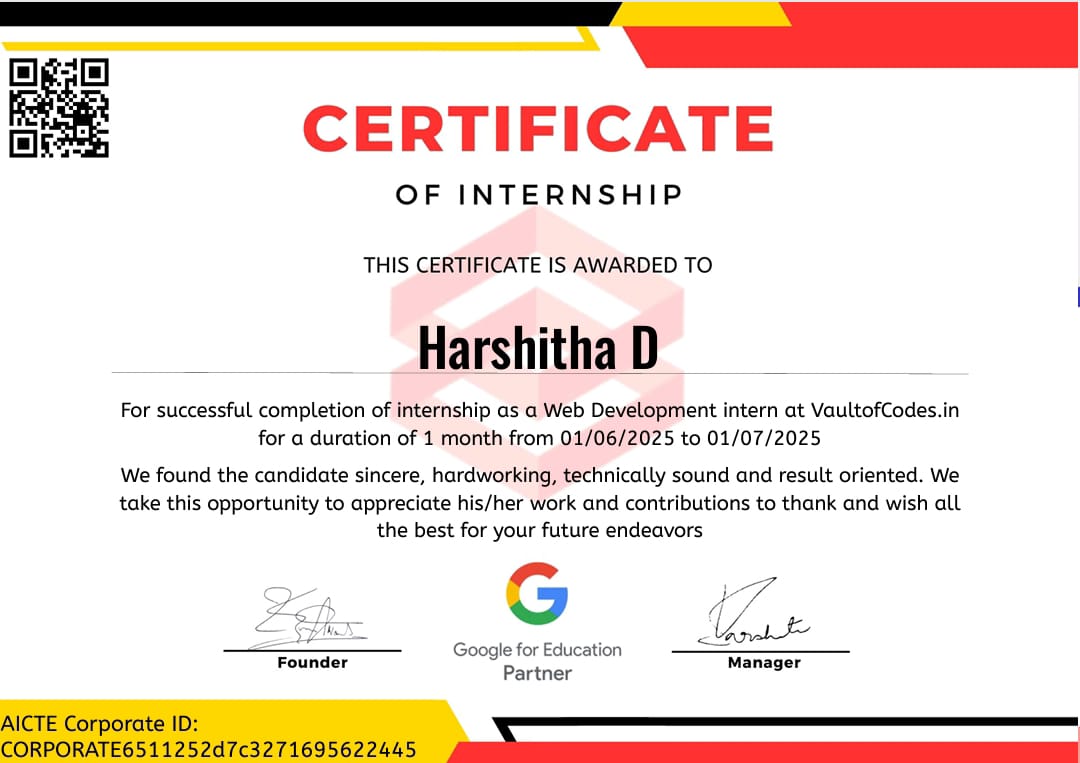 CERTIFICATE
OF INTERNSHIP
THIS CERTIFICATE IS AWARDED TO
Harshitha D
For successful completion of internship as a Web Development intern at VaultofCodes.in
for a duration of 1 month from 01/06/2025 to 01/07/2025
We found the candidate sincere, hardworking, technically sound and result oriented. We
take this opportunity to appreciate his/her work and contributions to thank and wish all
the best for your future endeavors
Founder
Google for Education
Partner
Manager
AICTE Corporate ID:
CORPORATE6511252d7c3271695622445